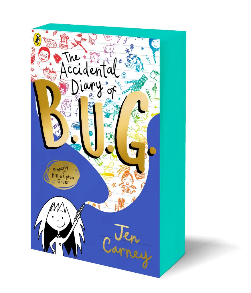 The
Accidental
Diary of
B.U.G.
Jen
Carney